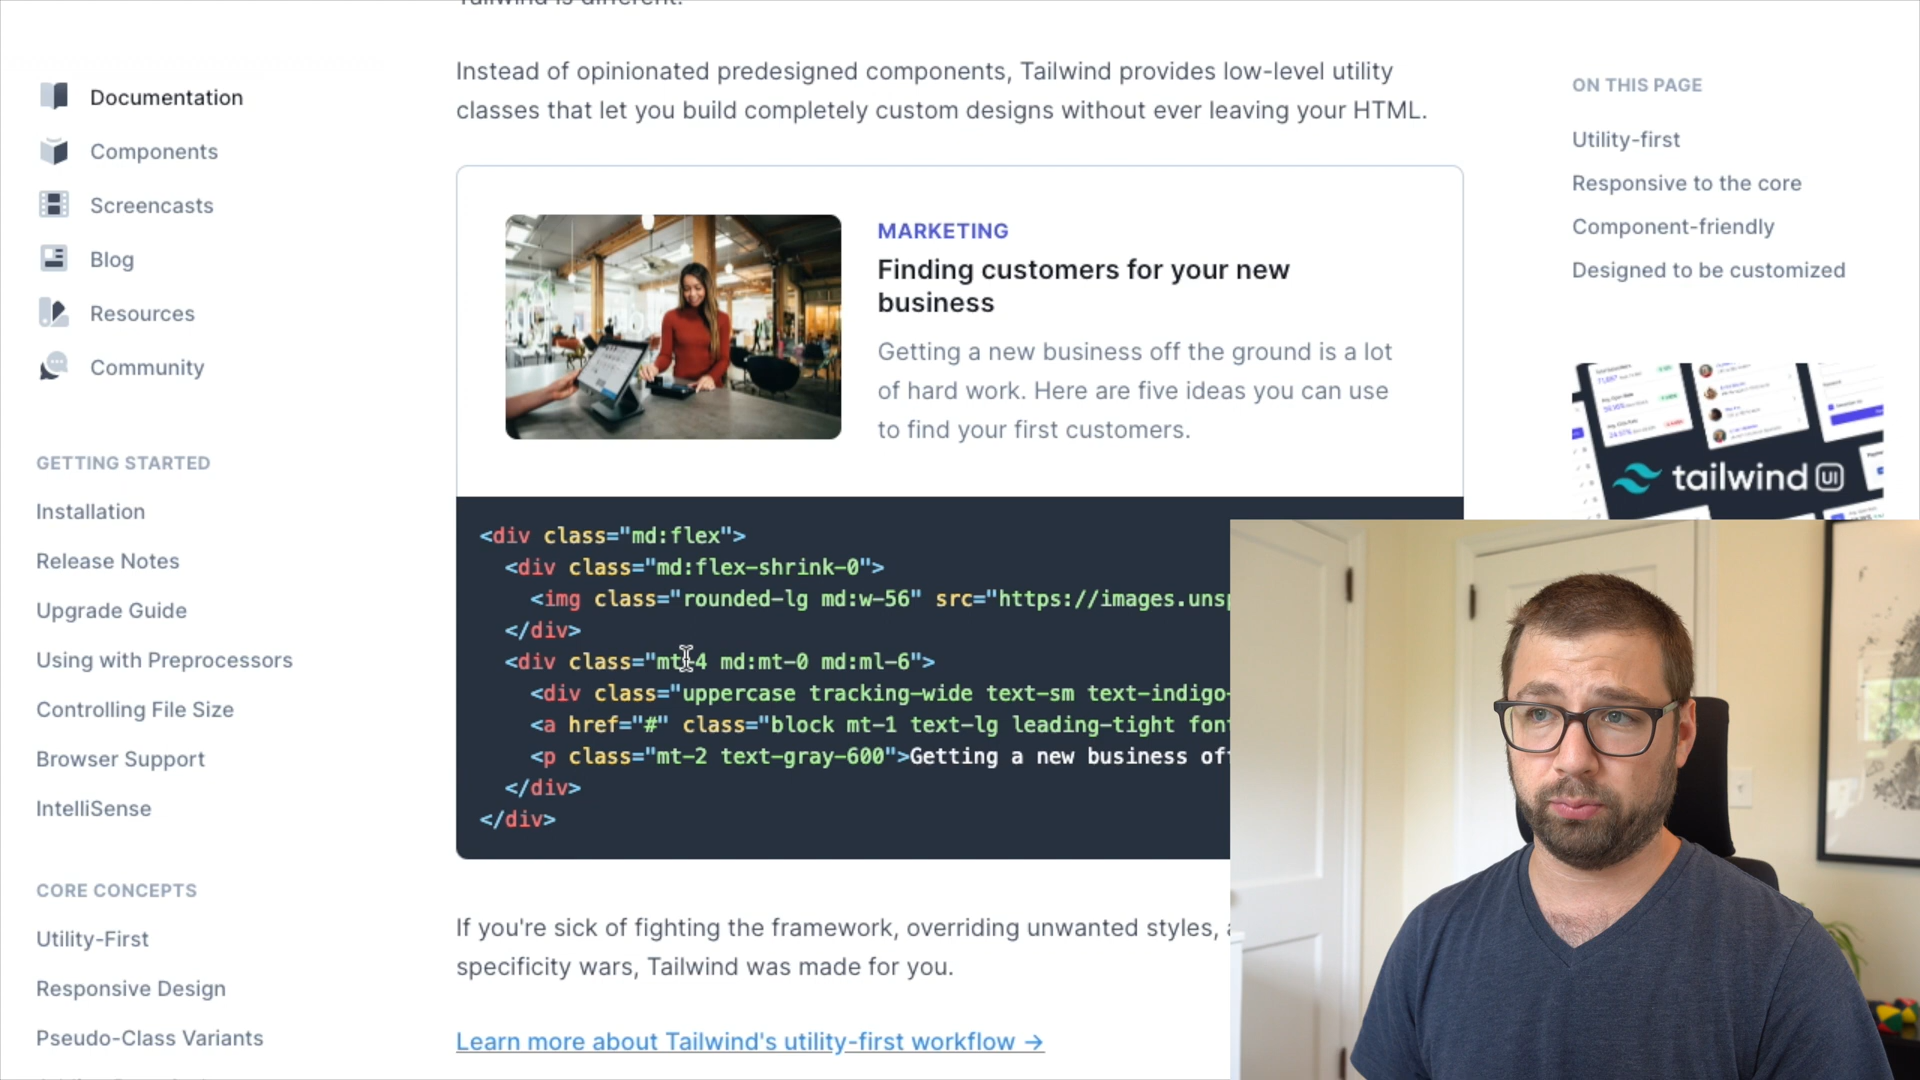 Tailwind is different.
Documentation
Components
Screencasts
Blog
Resources
Community
GETTING STARTED
Installation
Release Notes
Upgrade Guide
Using with Preprocessors
Controlling File Size
Browser Support
IntelliSense
CORE CONCEPTS
Utility-First
Responsive Design
Pseudo-Class Variants
Instead of opinionated predesigned components, Tailwind provides low-level utility
classes that let you build completely custom designs without ever leaving your HTML.
MARKETING
Finding customers for your new
business
Getting a new business off the ground is a lot
of hard work. Here are five ideas you can use
to find your first customers.
<div class="md:flex">
<div class="md:flex-shrink-0">
<img class="rounded-lg md:w-56" src="https://images.uns
</div>
<div class="mt-4 md:mt-0 md:ml-6">
<div class="uppercase tracking-wide text-sm text-indigo-
<a href="#" class="block mt-1 text-lg leading-tight fon
<p class="mt-2 text-gray-600">Getting a new business of
</div>
</div>
If you're sick of fighting the framework, overriding unwanted styles,
specificity wars, Tailwind was made for you.
Learn more about Tailwind's utility-first workflow →
ON THIS PAGE
Utility-first
Responsive to the core
Component-friendly
Designed to be customized
tailwind UI